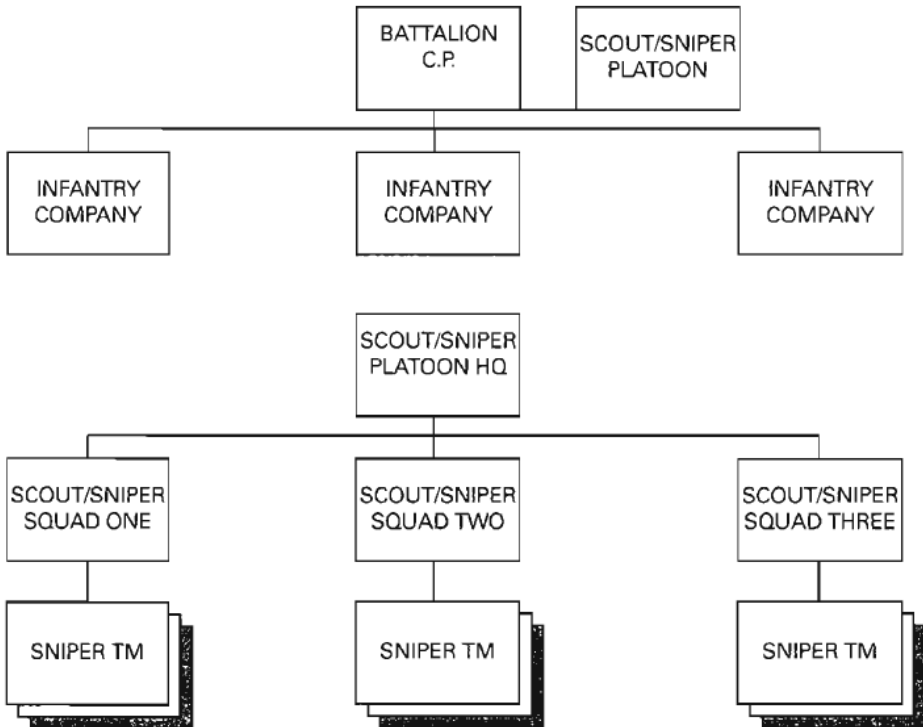 BATTALION
C.P.
SCOUT/SNIPER
PLATOON
INFANTRY
COMPANY
INFANTRY
COMPANY
INFANTRY
COMPANY
SCOUT/SNIPER
PLATOON HQ
SCOUT/SNIPER
SQUAD ONE
SCOUT/SNIPER
SQUAD TWO
SCOUT/SNIPER
SQUAD THREE
SNIPER TM
SNIPER TM
SNIPER TM